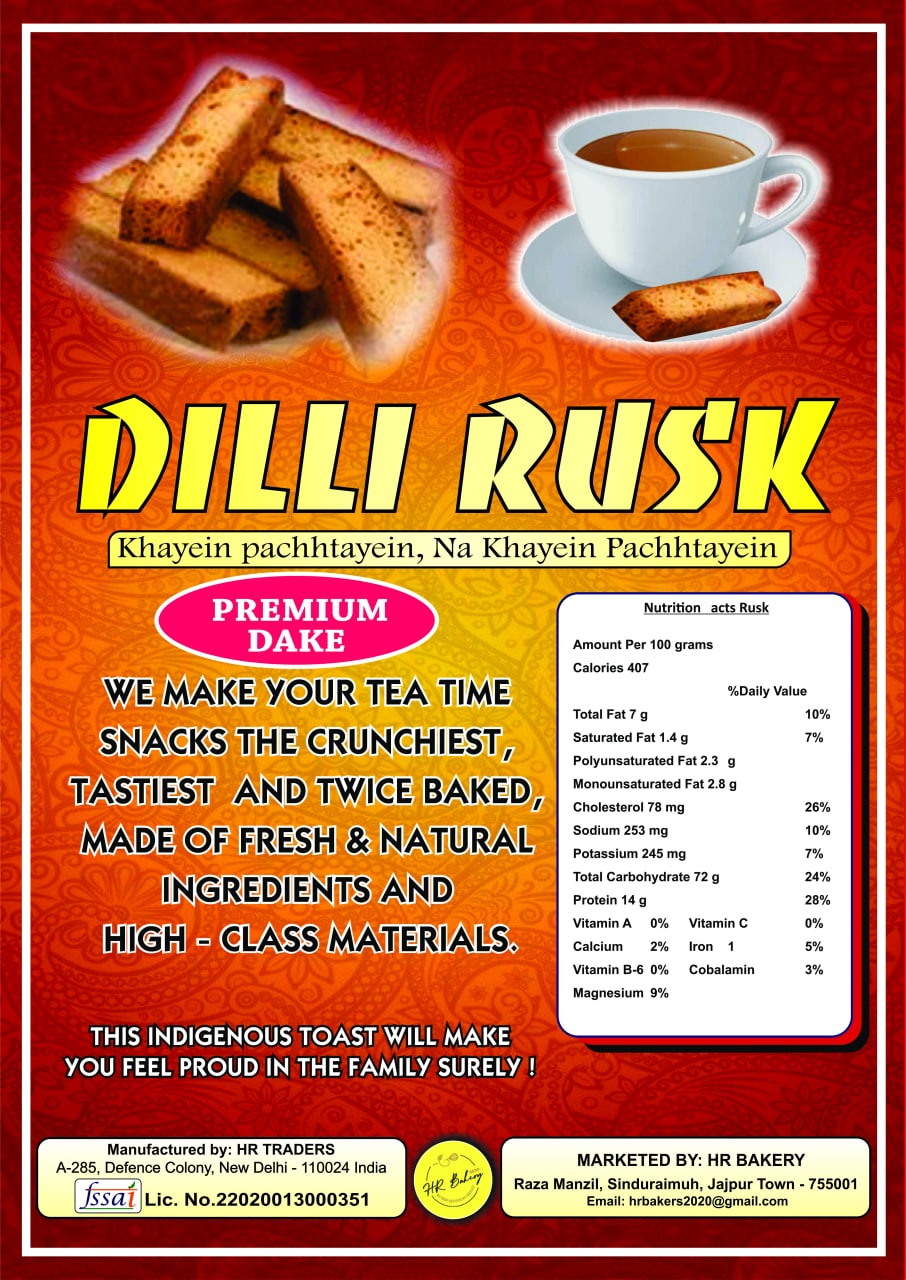 DILLI RUSK
Khayein pachhtayein, Na Khayein Pachhtayein
PREMIUM
DAKE
WE MAKE YOUR TEA TIME
SNACKS THE CRUNCHIEST,
TASTIEST AND TWICE BAKED,
MADE OF FRESH & NATURAL
INGREDIENTS AND
HIGH - CLASS MATERIALS.
THIS INDIGENOUS TOAST WILL MAKE
YOU FEEL PROUD IN THE FAMILY SURELY !
Nutrition acts Rusk
Amount Per 100 grams
Calories 407
%Daily Value
Total Fat 7 g 10%
Saturated Fat 1.4 g 7%
Polyunsaturated Fat 2.3 g
Monounsaturated Fat 2.8 g
Cholesterol 78 mg 26%
Sodium 253 mg 10%
Potassium 245 mg 7%
Total Carbohydrate 72 g 24%
Protein 14 g 28%
Vitamin A 0% Vitamin C 0%
Calcium 2% Iron 1 5%
Vitamin B-6 0% Cobalamin 3%
Magnesium 9%
Manufactured by: HR TRADERS
A-285, Defence Colony, New Delhi - 110024 India
fssai Lic. No.22020013000351
HR Bakery
MARKETED BY: HR BAKERY
Raza Manzil, Sinduraimuh, Jajpur Town - 755001
Email: hrbakers2020@gmail.com